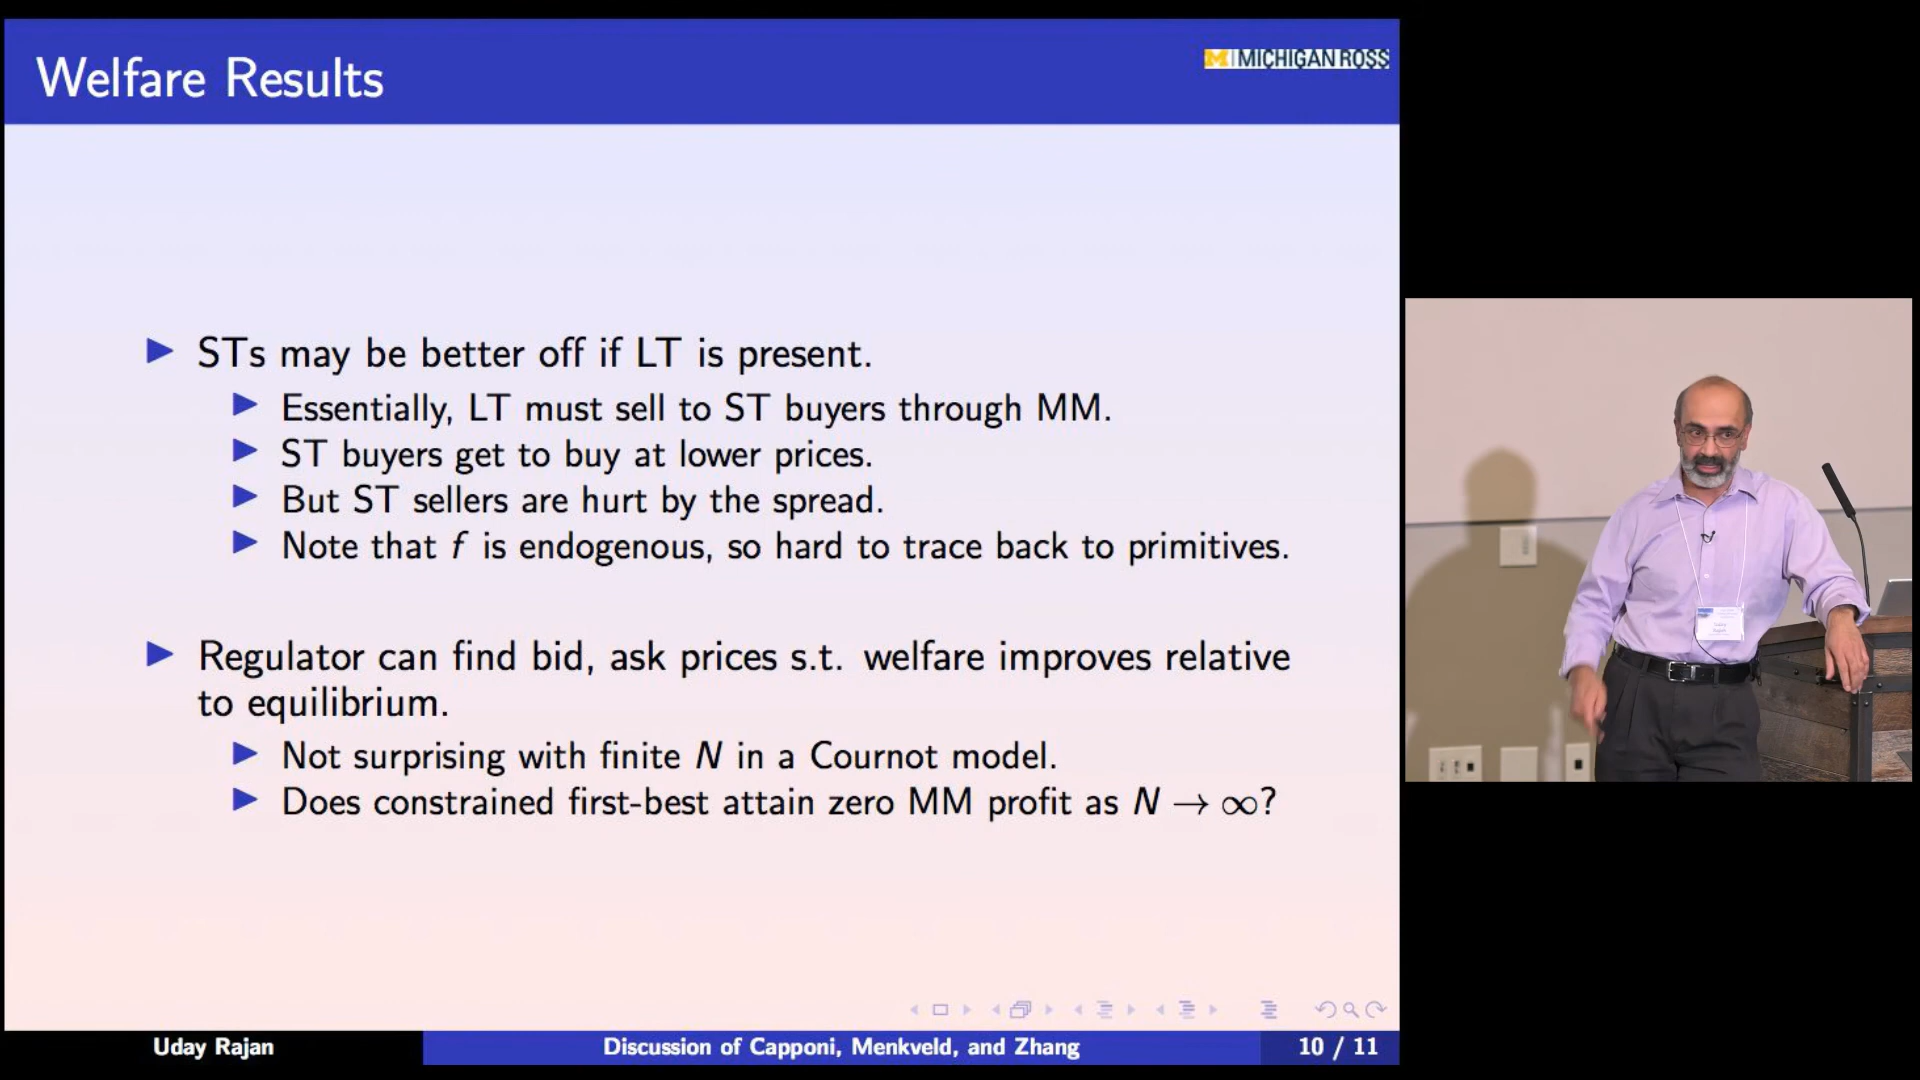 Welfare Results
M MICHIGAN ROSS
STs may be better off if LT is present.
Essentially, LT must sell to ST buyers through MM.
ST buyers get to buy at lower prices.
But ST sellers are hurt by the spread.
Note that f is endogenous, so hard to trace back to primitives.
Regulator can find bid, ask prices s.t. welfare improves relative
to equilibrium.
Not surprising with finite N in a Cournot model.
Does constrained first-best attain zero MM profit as N → ∞?
Uday Rajan
Discussion of Capponi, Menkveld, and Zhang
10 / 11
Uday
Rajan